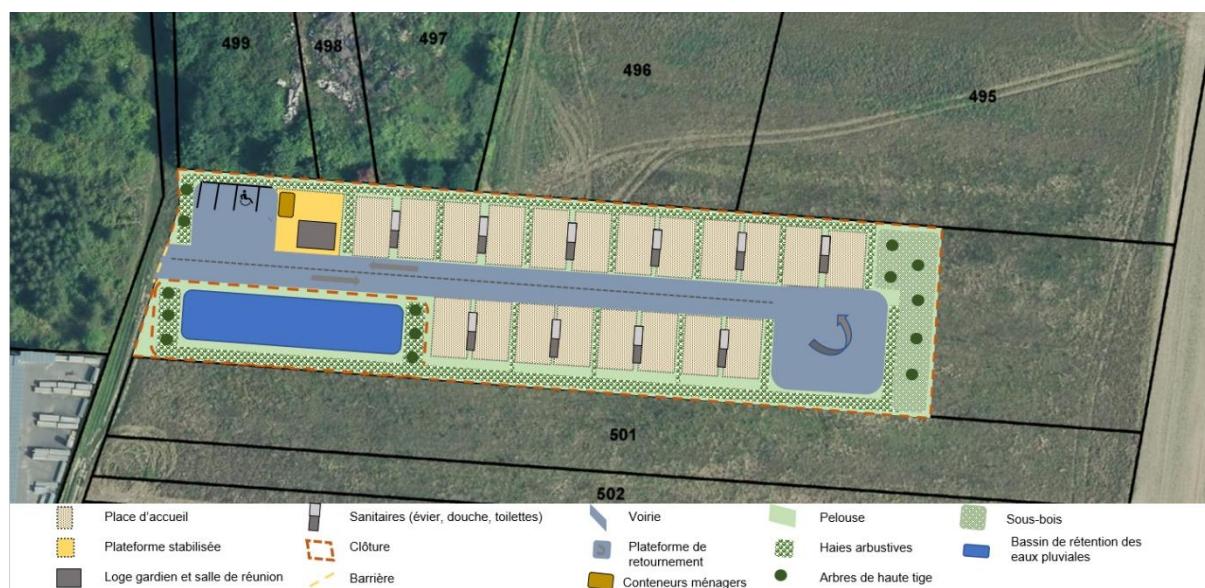 499
498
497
496
495
501
502
Place d'accueil
Sanitaires (évier, douche, toilettes)
Voirie
Pelouse
Sous-bois
Plateforme stabilisée
Clôture
Plateforme de
retournement
Haies arbustives
Bassin de rétention des
eaux pluviales
Loge gardien et salle de réunion
Barrière
Conteneurs ménagers
Arbres de haute tige